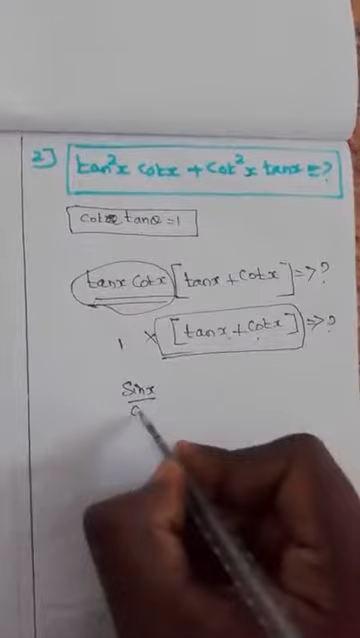 2] tan²x cotx + cot²x tanx = ?
cotθ tanθ = 1
tanx cotx [tanx + cotx] => ?
1 × [tanx + cotx] => ?
sinx